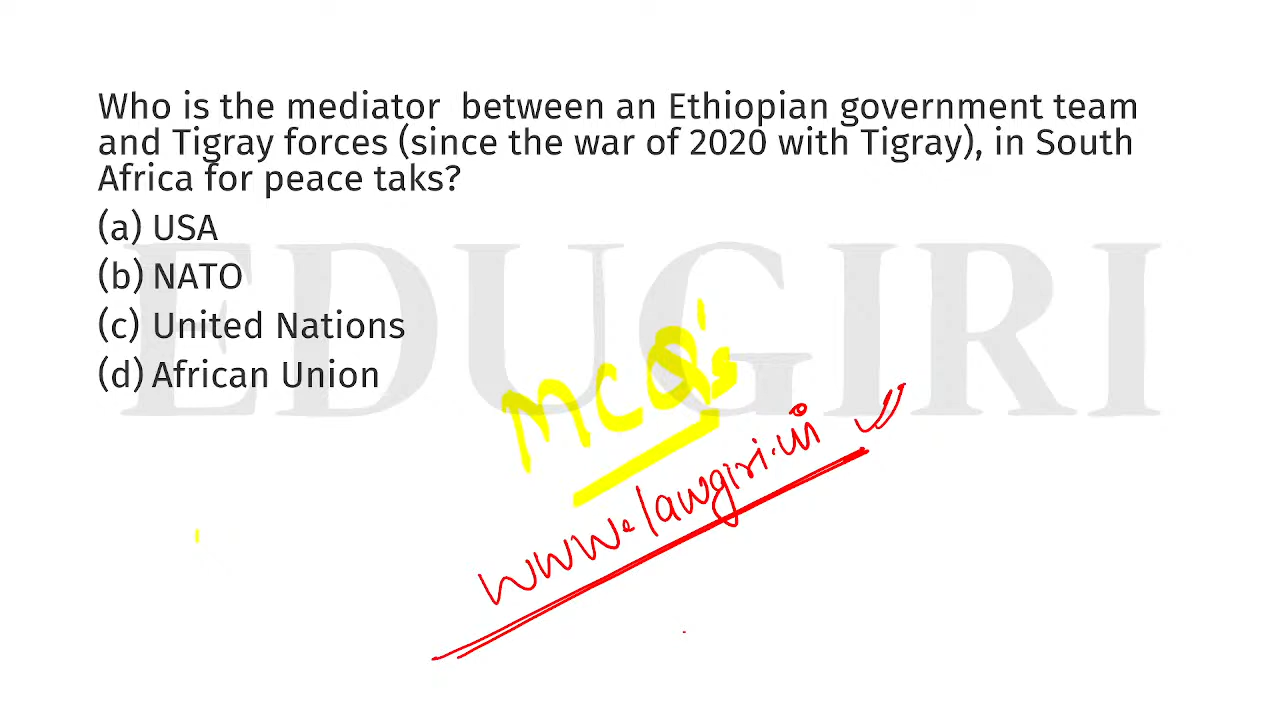 Who is the mediator between an Ethiopian government team
and Tigray forces (since the war of 2020 with Tigray), in South
Africa for peace taks?
(a) USA
(b) NATO
(c) United Nations
(d) African Union
EDUGIRI
MCQ's
www.lawgiri.in